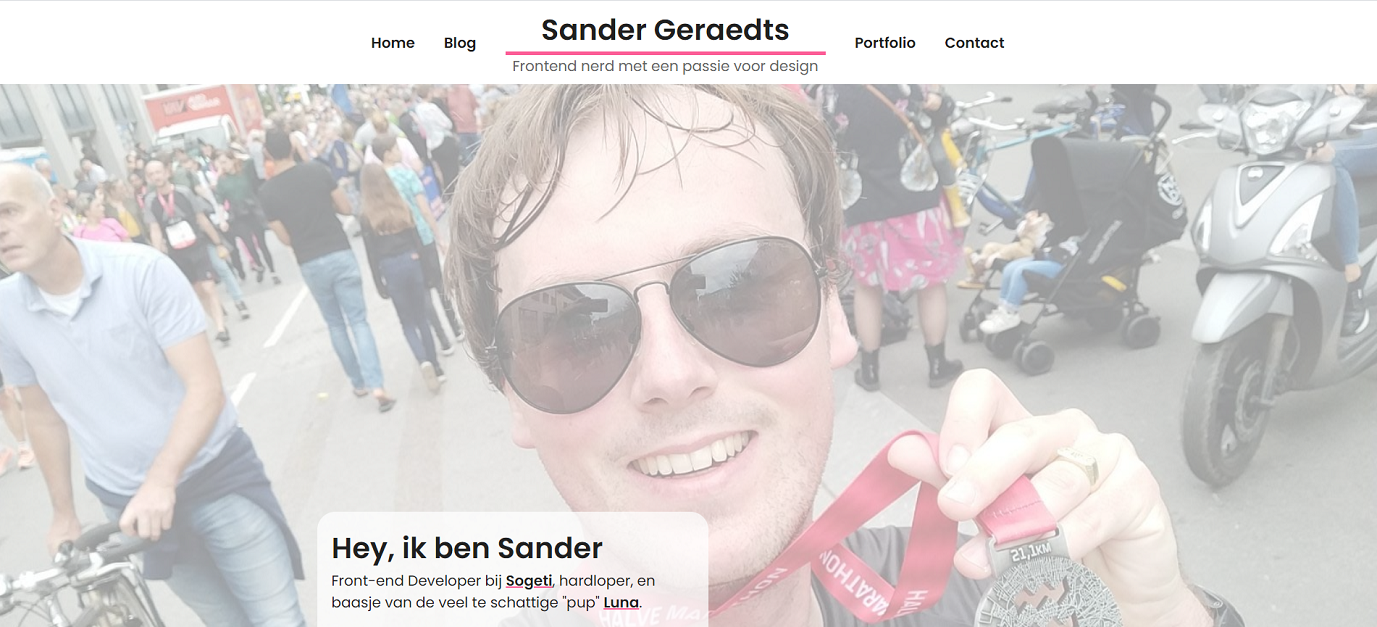 Home
Blog
Sander Geraedts
Frontend nerd met een passie voor design
Portfolio
Contact
Hey, ik ben Sander
Front-end Developer bij Sogeti, hardloper, en
baasje van de veel te schattige "pup" Luna.
21,1KM
MARATHON
HALVE MA